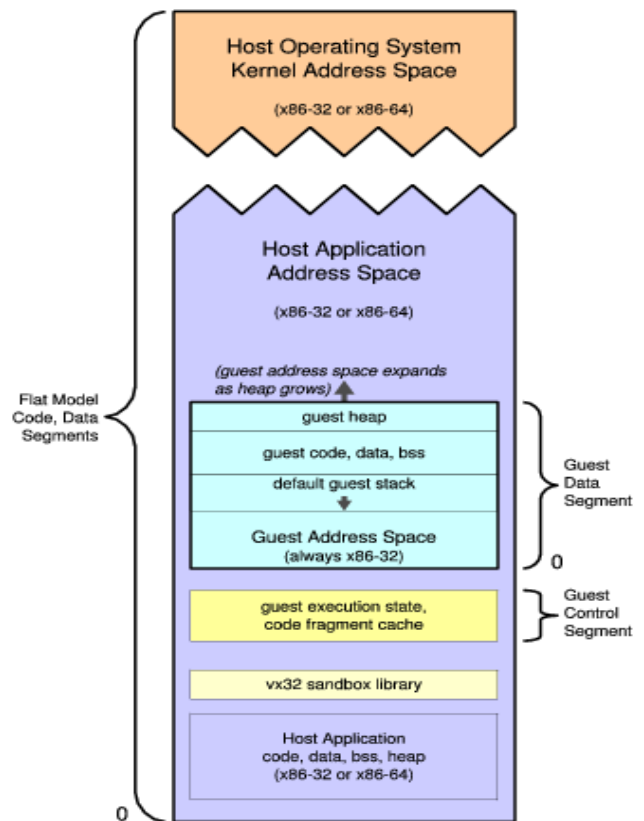 Host Operating System
Kernel Address Space
(x86-32 or x86-64)
Host Application
Address Space
(x86-32 or x86-64)
(guest address space expands
as heap grows)
Flat Model
Code, Data
Segments
guest heap
guest code, data, bss
default guest stack
Guest Address Space
(always x86-32)
Guest
Data
Segment
0
guest execution state,
code fragment cache
Guest
Control
Segment
vx32 sandbox library
Host Application
code, data, bss, heap
(x86-32 or x86-64)
0